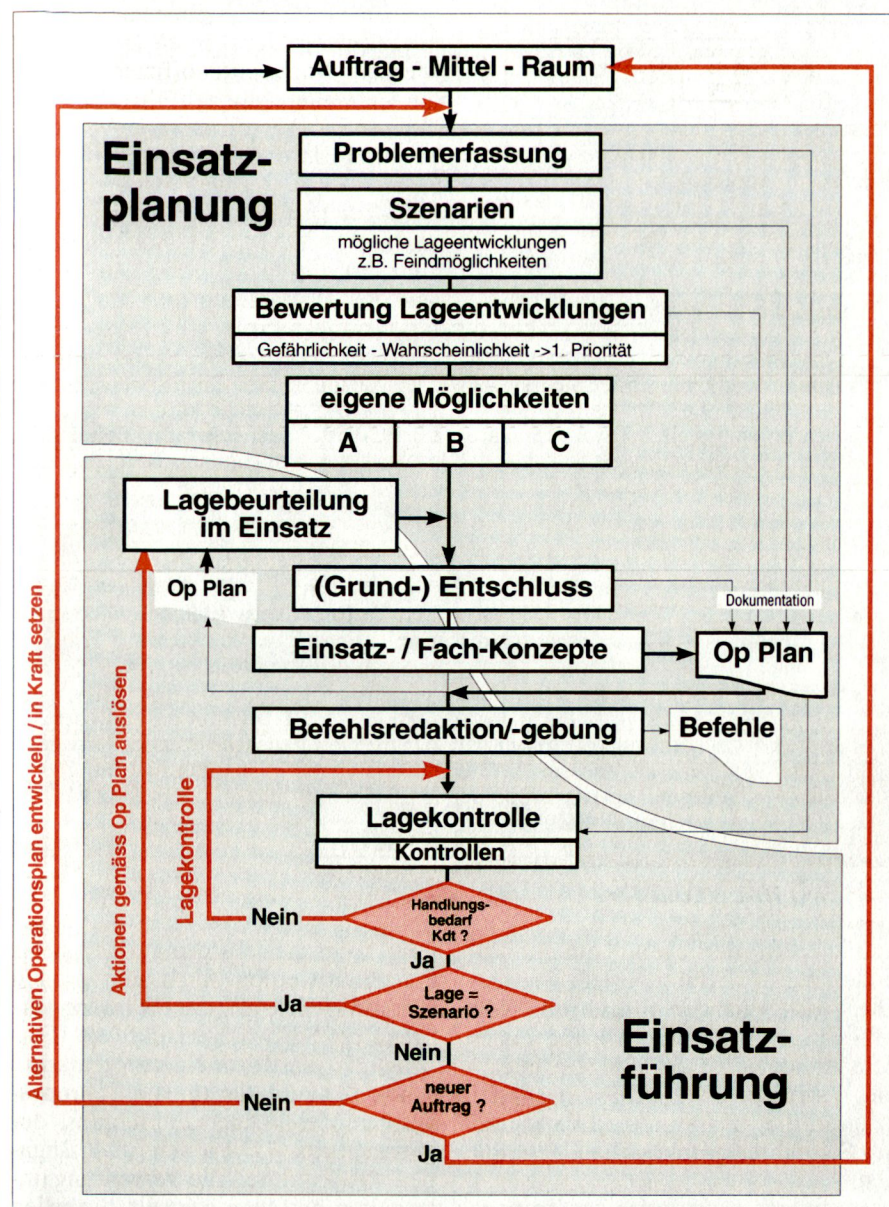 Auftrag - Mittel - Raum
Einsatz-
planung
Problemerfassung
Szenarien
mögliche Lageentwicklungen
z.B. Feindmöglichkeiten
Bewertung Lageentwicklungen
Gefährlichkeit - Wahrscheinlichkeit ->1. Priorität
eigene Möglichkeiten
A
B
C
Lagebeurteilung
im Einsatz
Op Plan
(Grund-) Entschluss
Dokumentation
Einsatz- / Fach-Konzepte
Op Plan
Befehlsredaktion/-gebung
Befehle
Lagekontrolle
Kontrollen
Handlungs-
bedarf
Kdt ?
Nein
Ja
Lage =
Szenario ?
Ja
Nein
neuer
Auftrag ?
Nein
Ja
Einsatz-
führung
Alternativen Operationsplan entwickeln / in Kraft setzen
Aktionen gemäss Op Plan auslösen
Lagekontrolle